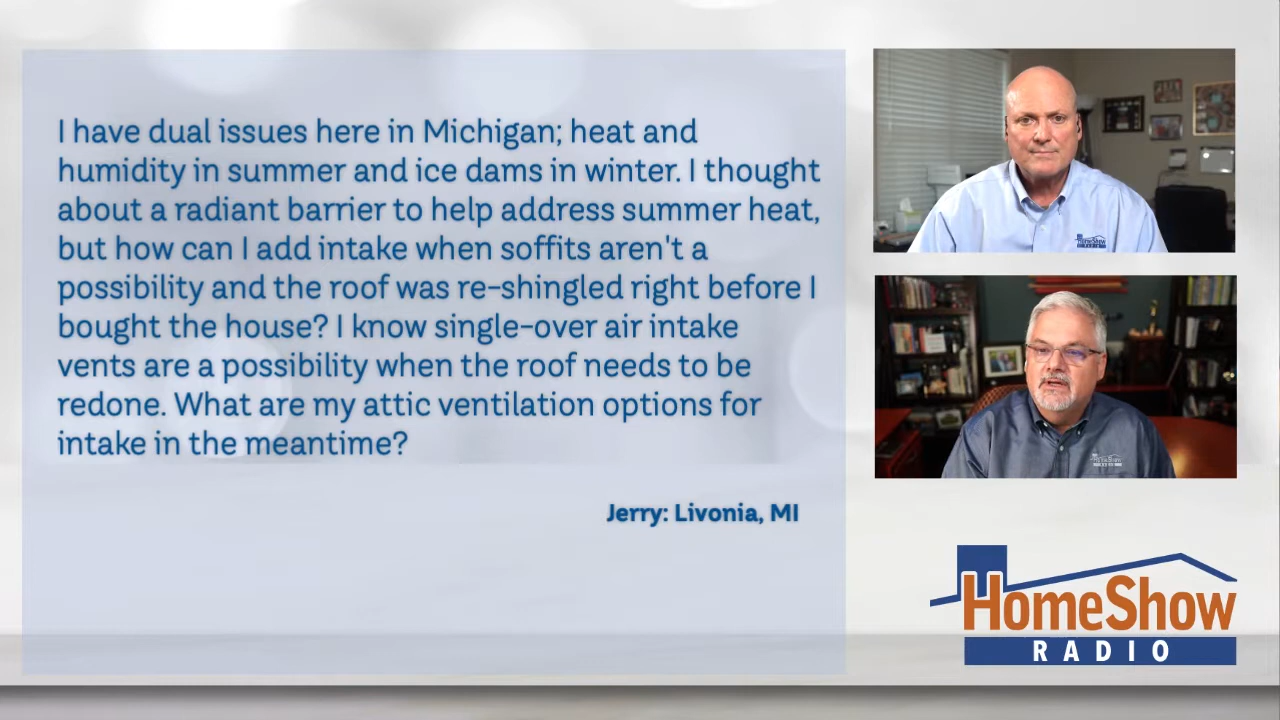 I have dual issues here in Michigan; heat and
humidity in summer and ice dams in winter. I thought
about a radiant barrier to help address summer heat,
but how can I add intake when soffits aren't a
possibility and the roof was re-shingled right before I
bought the house? I know single-over air intake
vents are a possibility when the roof needs to be
redone. What are my attic ventilation options for
intake in the meantime?
Jerry: Livonia, MI
HomeShow
HomeShow
HomeShow
RADIO